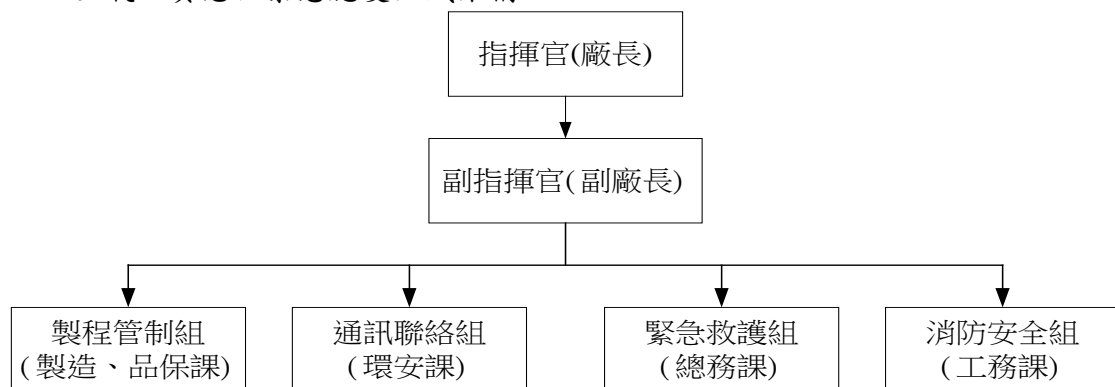 指揮官(廠長)
副指揮官(副廠長)
製程管制組
(製造、品保課)
通訊聯絡組
(環安課)
緊急救護組
(總務課)
消防安全組
(工務課)